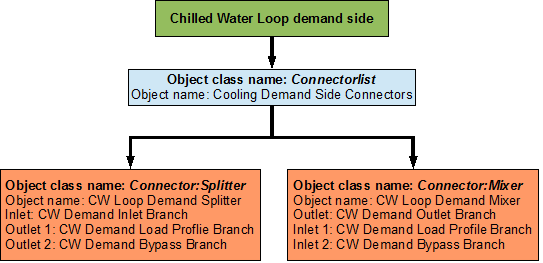 Chilled Water Loop demand side
Object class name: Connectorlist
Object name: Cooling Demand Side Connectors
Object class name: Connector:Splitter
Object name: CW Loop Demand Splitter
Inlet: CW Demand Inlet Branch
Outlet 1: CW Demand Load Proflie Branch
Outlet 2: CW Demand Bypass Branch
Object class name: Connector:Mixer
Object name: CW Loop Demand Mixer
Outlet: CW Demand Outlet Branch
Inlet 1: CW Demand Load Profile Branch
Inlet 2: CW Demand Bypass Branch